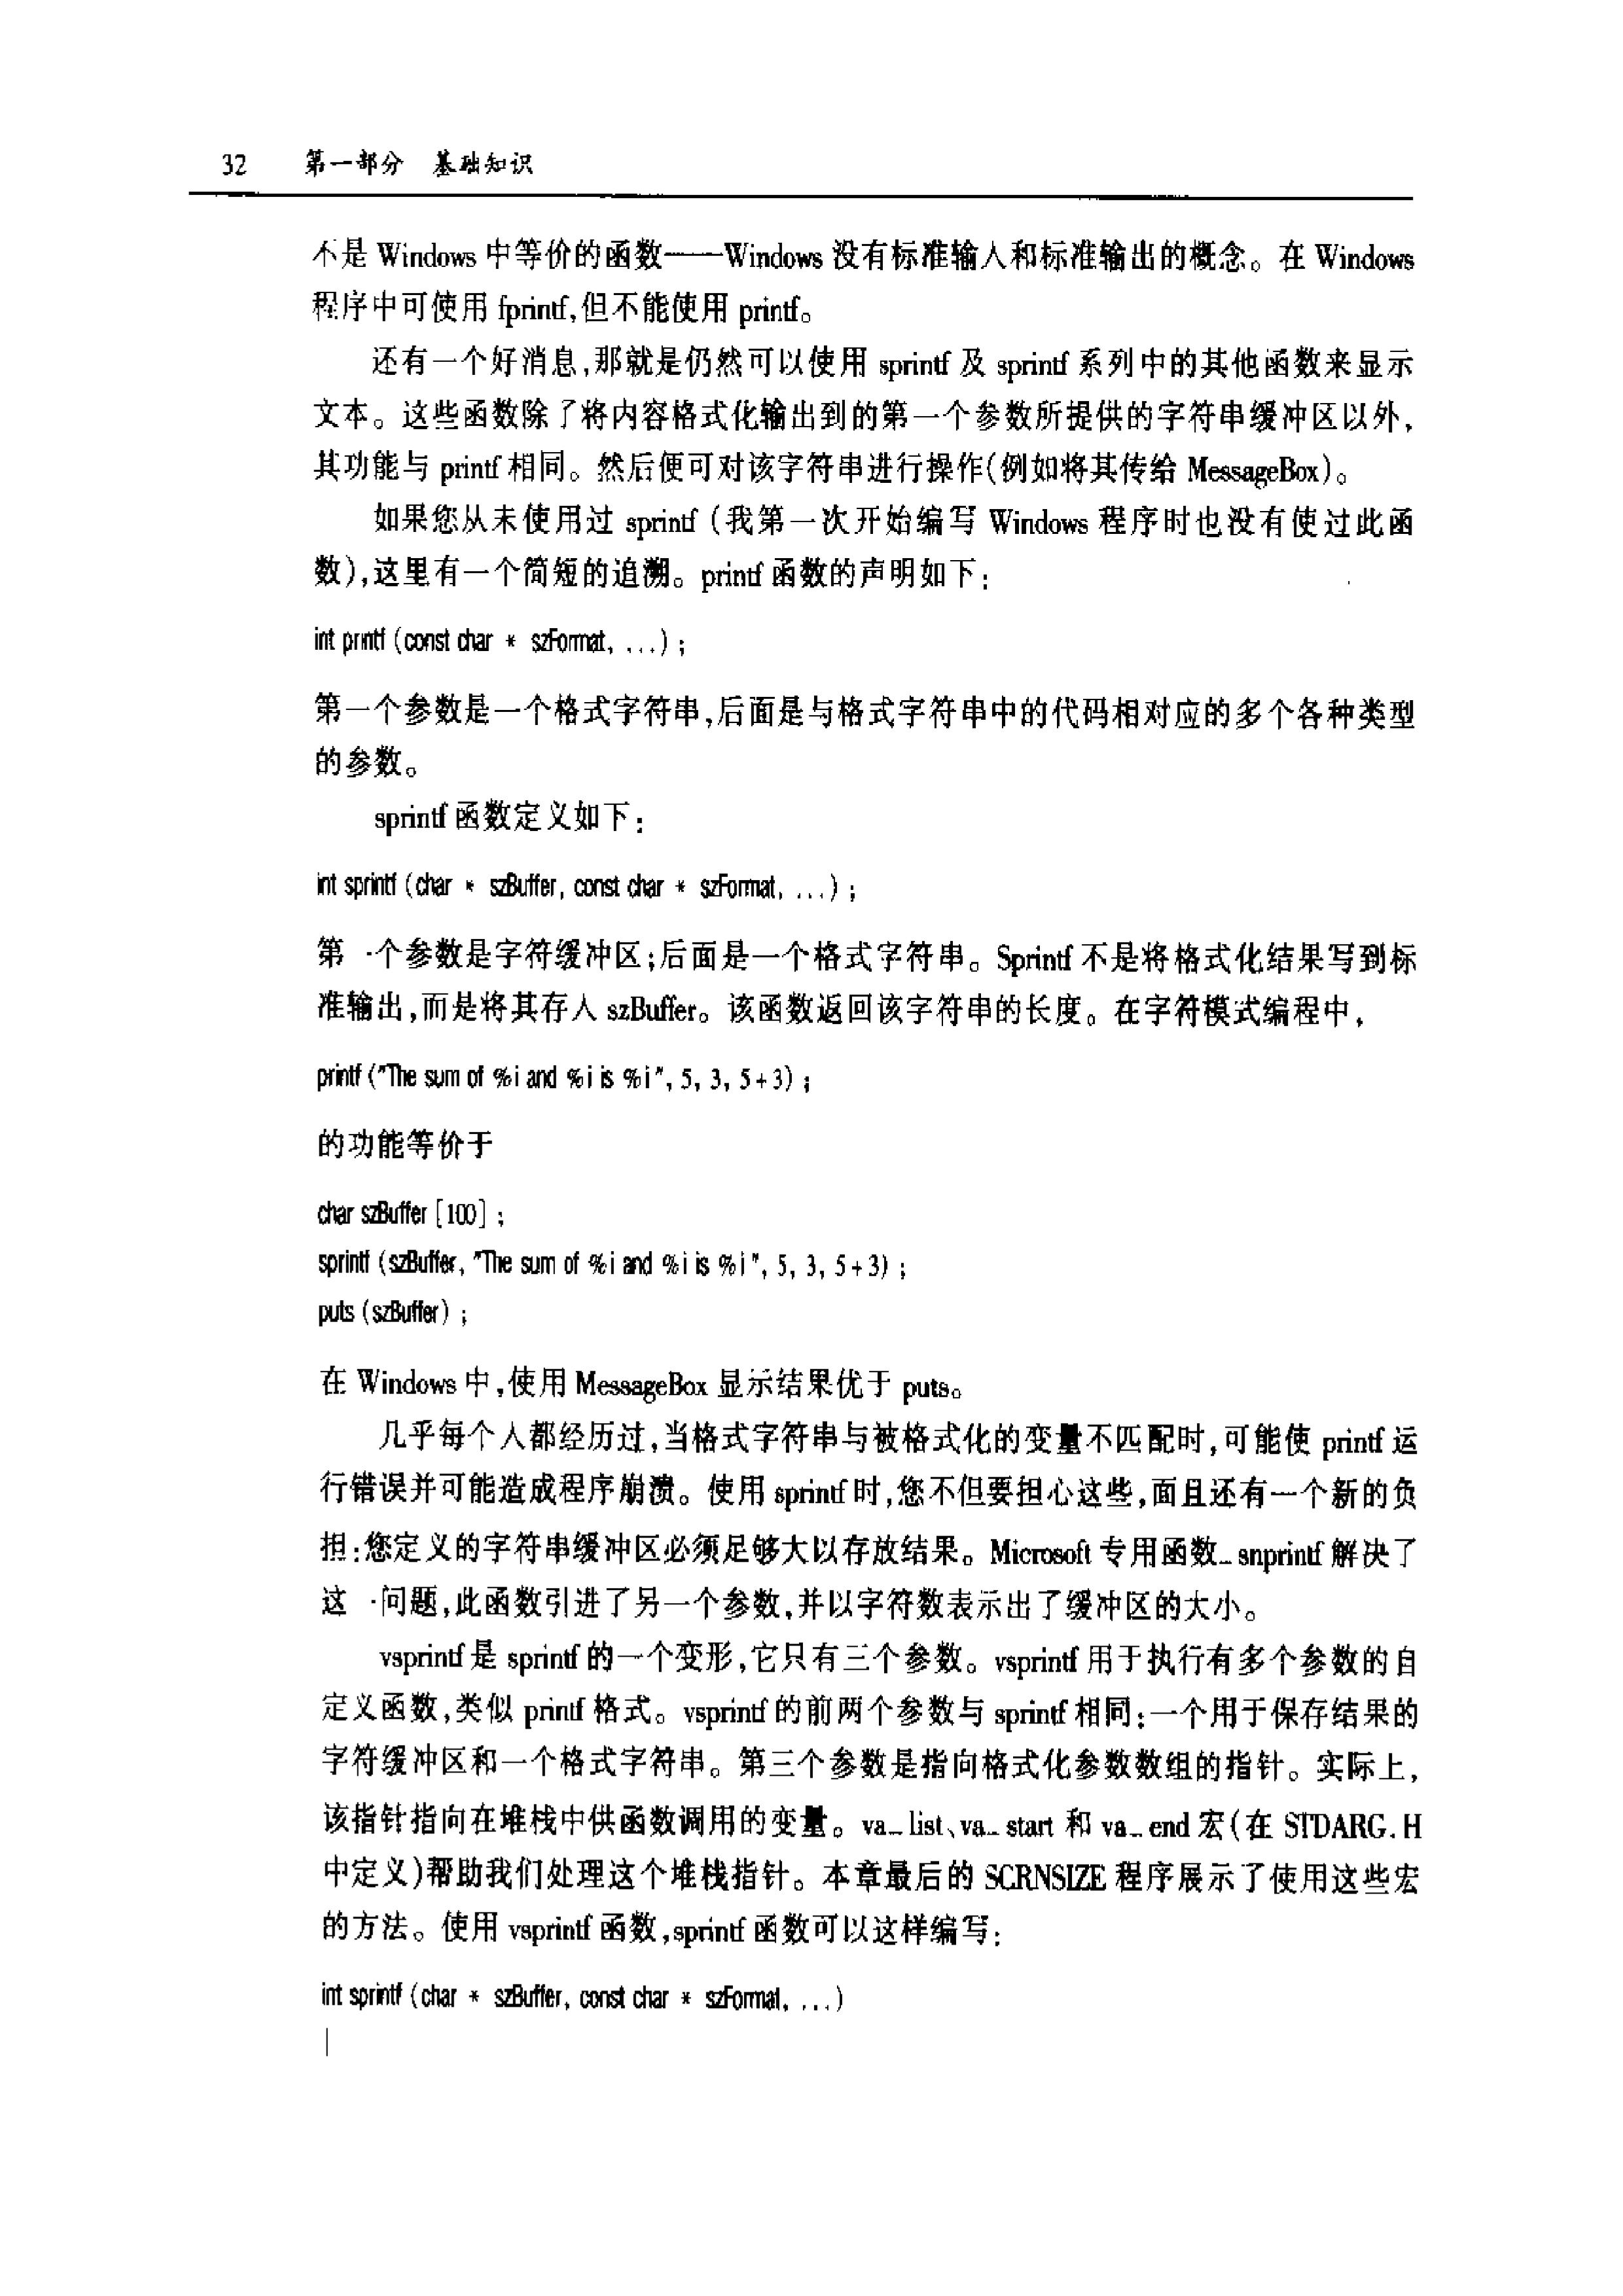 32 第一部分 基础知识
不是 Windows 中等价的函数——Windows 没有标准输入和标准输出的概念。在 Windows
程序中可使用 fprintf,但不能使用 printf。
还有一个好消息,那就是仍然可以使用 sprintf 及 sprintf 系列中的其他函数来显示
文本。这些函数除了将内容格式化输出到的第一个参数所提供的字符串缓冲区以外,
其功能与 printf 相同。然后便可对该字符串进行操作(例如将其传给 MessageBox)。
如果您从未使用过 sprintf (我第一次开始编写 Windows 程序时也没有使过此函
数),这里有一个简短的追溯。printf 函数的声明如下:
int printf (const char * szFormat, ...) ;
第一个参数是一个格式字符串,后面是与格式字符串中的代码相对应的多个各种类型
的参数。
sprintf 函数定义如下:
int sprintf (char * szBuffer, const char * szFormat, ...) ;
第一个参数是字符缓冲区;后面是一个格式字符串。Sprintf 不是将格式化结果写到标
准输出,而是将其存入 szBuffer。该函数返回该字符串的长度。在字符模式编程中,
printf ("The sum of %i and %i is %i", 5, 3, 5+3) ;
的功能等价于
char szBuffer [100] ;
sprintf (szBuffer, "The sum of %i and %i is %i", 5, 3, 5+3) ;
puts (szBuffer) ;
在 Windows 中,使用 MessageBox 显示结果优于 puts。
几乎每个人都经历过,当格式字符串与被格式化的变量不匹配时,可能使 printf 运
行错误并可能造成程序崩溃。使用 sprintf 时,您不但要担心这些,而且还有一个新的负
担:您定义的字符串缓冲区必须足够大以存放结果。Microsoft 专用函数_snprintf 解决了
这一问题,此函数引进了另一个参数,并以字符数表示出了缓冲区的大小。
vsprintf 是 sprintf 的一个变形,它只有三个参数。vsprintf 用于执行有多个参数的自
定义函数,类似 printf 格式。vsprintf 的前两个参数与 sprintf 相同:一个用于保存结果的
字符缓冲区和一个格式字符串。第三个参数是指向格式化参数数组的指针。实际上,
该指针指向在堆栈中供函数调用的变量。va_list、va_start 和 va_end 宏(在 STDARG.H
中定义)帮助我们处理这个堆栈指针。本章最后的 SCRNSIZE 程序展示了使用这些宏
的方法。使用 vsprintf 函数,sprintf 函数可以这样编写:
int sprintf (char * szBuffer, const char * szFormat, ...)